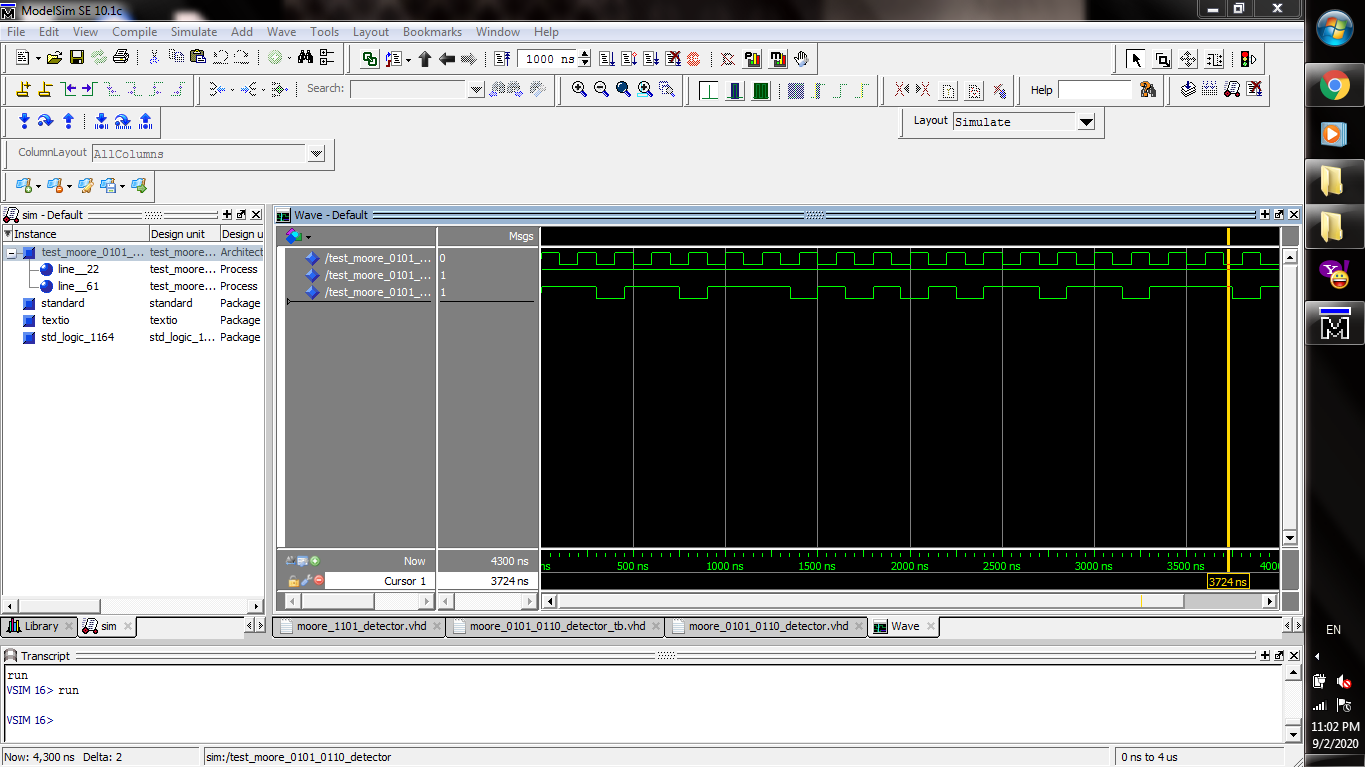 ModelSim SE 10.1c
File Edit View Compile Simulate Add Wave Tools Layout Bookmarks Window Help
1000 ns
Search:
Help
Layout Simulate
ColumnLayout AllColumns
sim - Default
Instance Design unit Design u
test_moore_0101_... test_moore... Architect
line__22 test_moore... Process
line__61 test_moore... Process
standard standard Package
textio textio Package
std_logic_1164 std_logic_1... Package
Library sim
Wave - Default
Msgs
/test_moore_0101_... 0
/test_moore_0101_... 1
/test_moore_0101_... 1
Now 4300 ns
Cursor 1 3724 ns
ns 500 ns 1000 ns 1500 ns 2000 ns 2500 ns 3000 ns 3500 ns 4000
3724 ns
moore_1101_detector.vhd moore_0101_0110_detector_tb.vhd moore_0101_0110_detector.vhd Wave
Transcript
run
VSIM 16> run
VSIM 16>
Now: 4,300 ns Delta: 2 sim:/test_moore_0101_0110_detector 0 ns to 4 us
EN
11:02 PM
9/2/2020